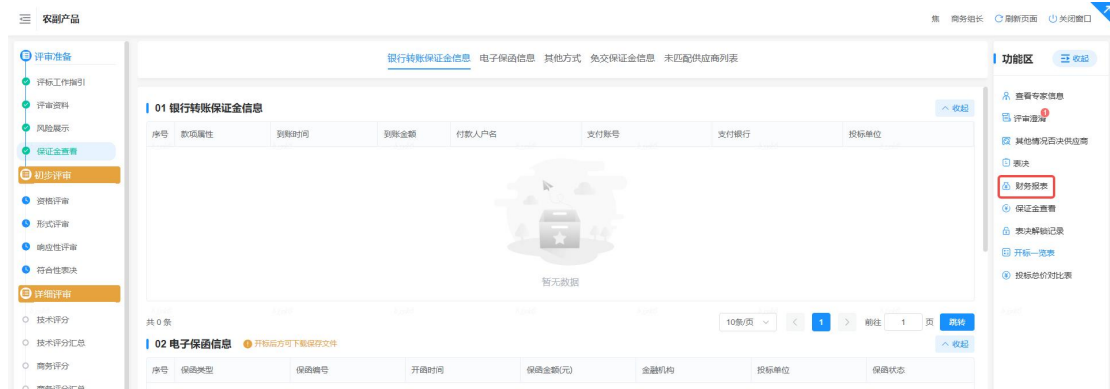 农副产品
焦 商务组长 刷新页面 关闭窗口
评审准备
评标工作指引
评审资料
风险展示
保证金查看
初步评审
资格评审
形式评审
响应性评审
符合性表决
详细评审
技术评分
技术评分汇总
商务评分
商务评分汇总
银行转账保证金信息 电子保函信息 其他方式 免交保证金信息 未匹配供应商列表
01 银行转账保证金信息 收起
序号 款项属性 到账时间 到账金额 付款人户名 支付账号 支付银行 投标单位
暂无数据
共 0 条 10条/页 1 前往 1 页 跳转
02 电子保函信息 开标后方可下载保存文件 收起
序号 保函类型 保函编号 开函时间 保函金额(元) 金融机构 投标单位 保函状态
功能区 收起
查看专家信息
评审澄清 1
其他情况否决供应商
表决
财务报表
保证金查看
表决解锁记录
开标一览表
投标总价对比表